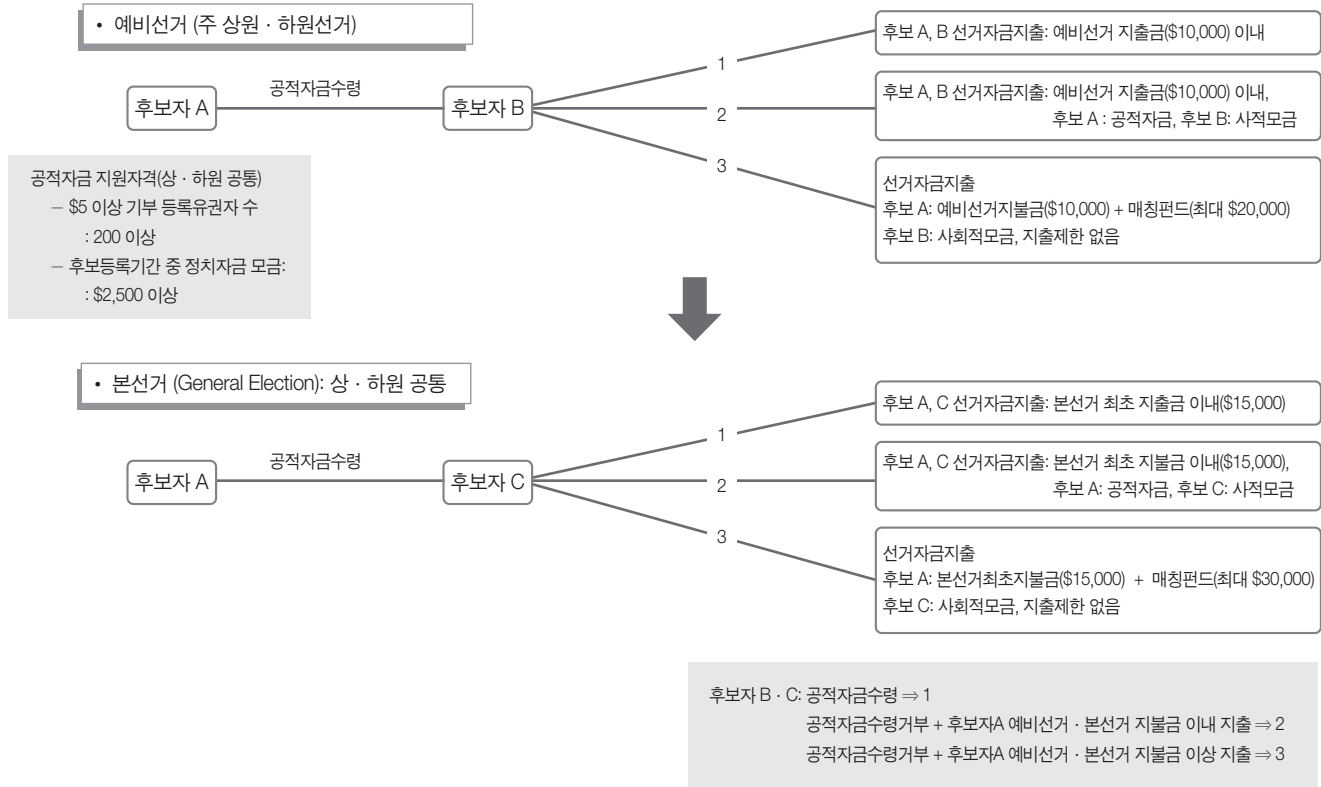 • 예비선거 (주 상원 · 하원선거)
후보자 A
공적자금수령
후보자 B
1
2
3
후보 A, B 선거자금지출: 예비선거 지출금($10,000) 이내
후보 A, B 선거자금지출: 예비선거 지출금($10,000) 이내,
후보 A : 공적자금, 후보 B: 사적모금
선거자금지출
후보 A: 예비선거지불금($10,000) + 매칭펀드(최대 $20,000)
후보 B: 사회적모금, 지출제한 없음
공적자금 지원자격(상 · 하원 공통)
– $5 이상 기부 등록유권자 수
: 200 이상
– 후보등록기간 중 정치자금 모금:
: $2,500 이상
• 본선거 (General Election): 상 · 하원 공통
후보자 A
공적자금수령
후보자 C
1
2
3
후보 A, C 선거자금지출: 본선거 최초 지출금 이내($15,000)
후보 A, C 선거자금지출: 본선거 최초 지불금 이내($15,000),
후보 A: 공적자금, 후보 C: 사적모금
선거자금지출
후보 A: 본선거최초지불금($15,000) + 매칭펀드(최대 $30,000)
후보 C: 사회적모금, 지출제한 없음
후보자 B · C: 공적자금수령 ⇒ 1
공적자금수령거부 + 후보자A 예비선거 · 본선거 지불금 이내 지출 ⇒ 2
공적자금수령거부 + 후보자A 예비선거 · 본선거 지불금 이상 지출 ⇒ 3